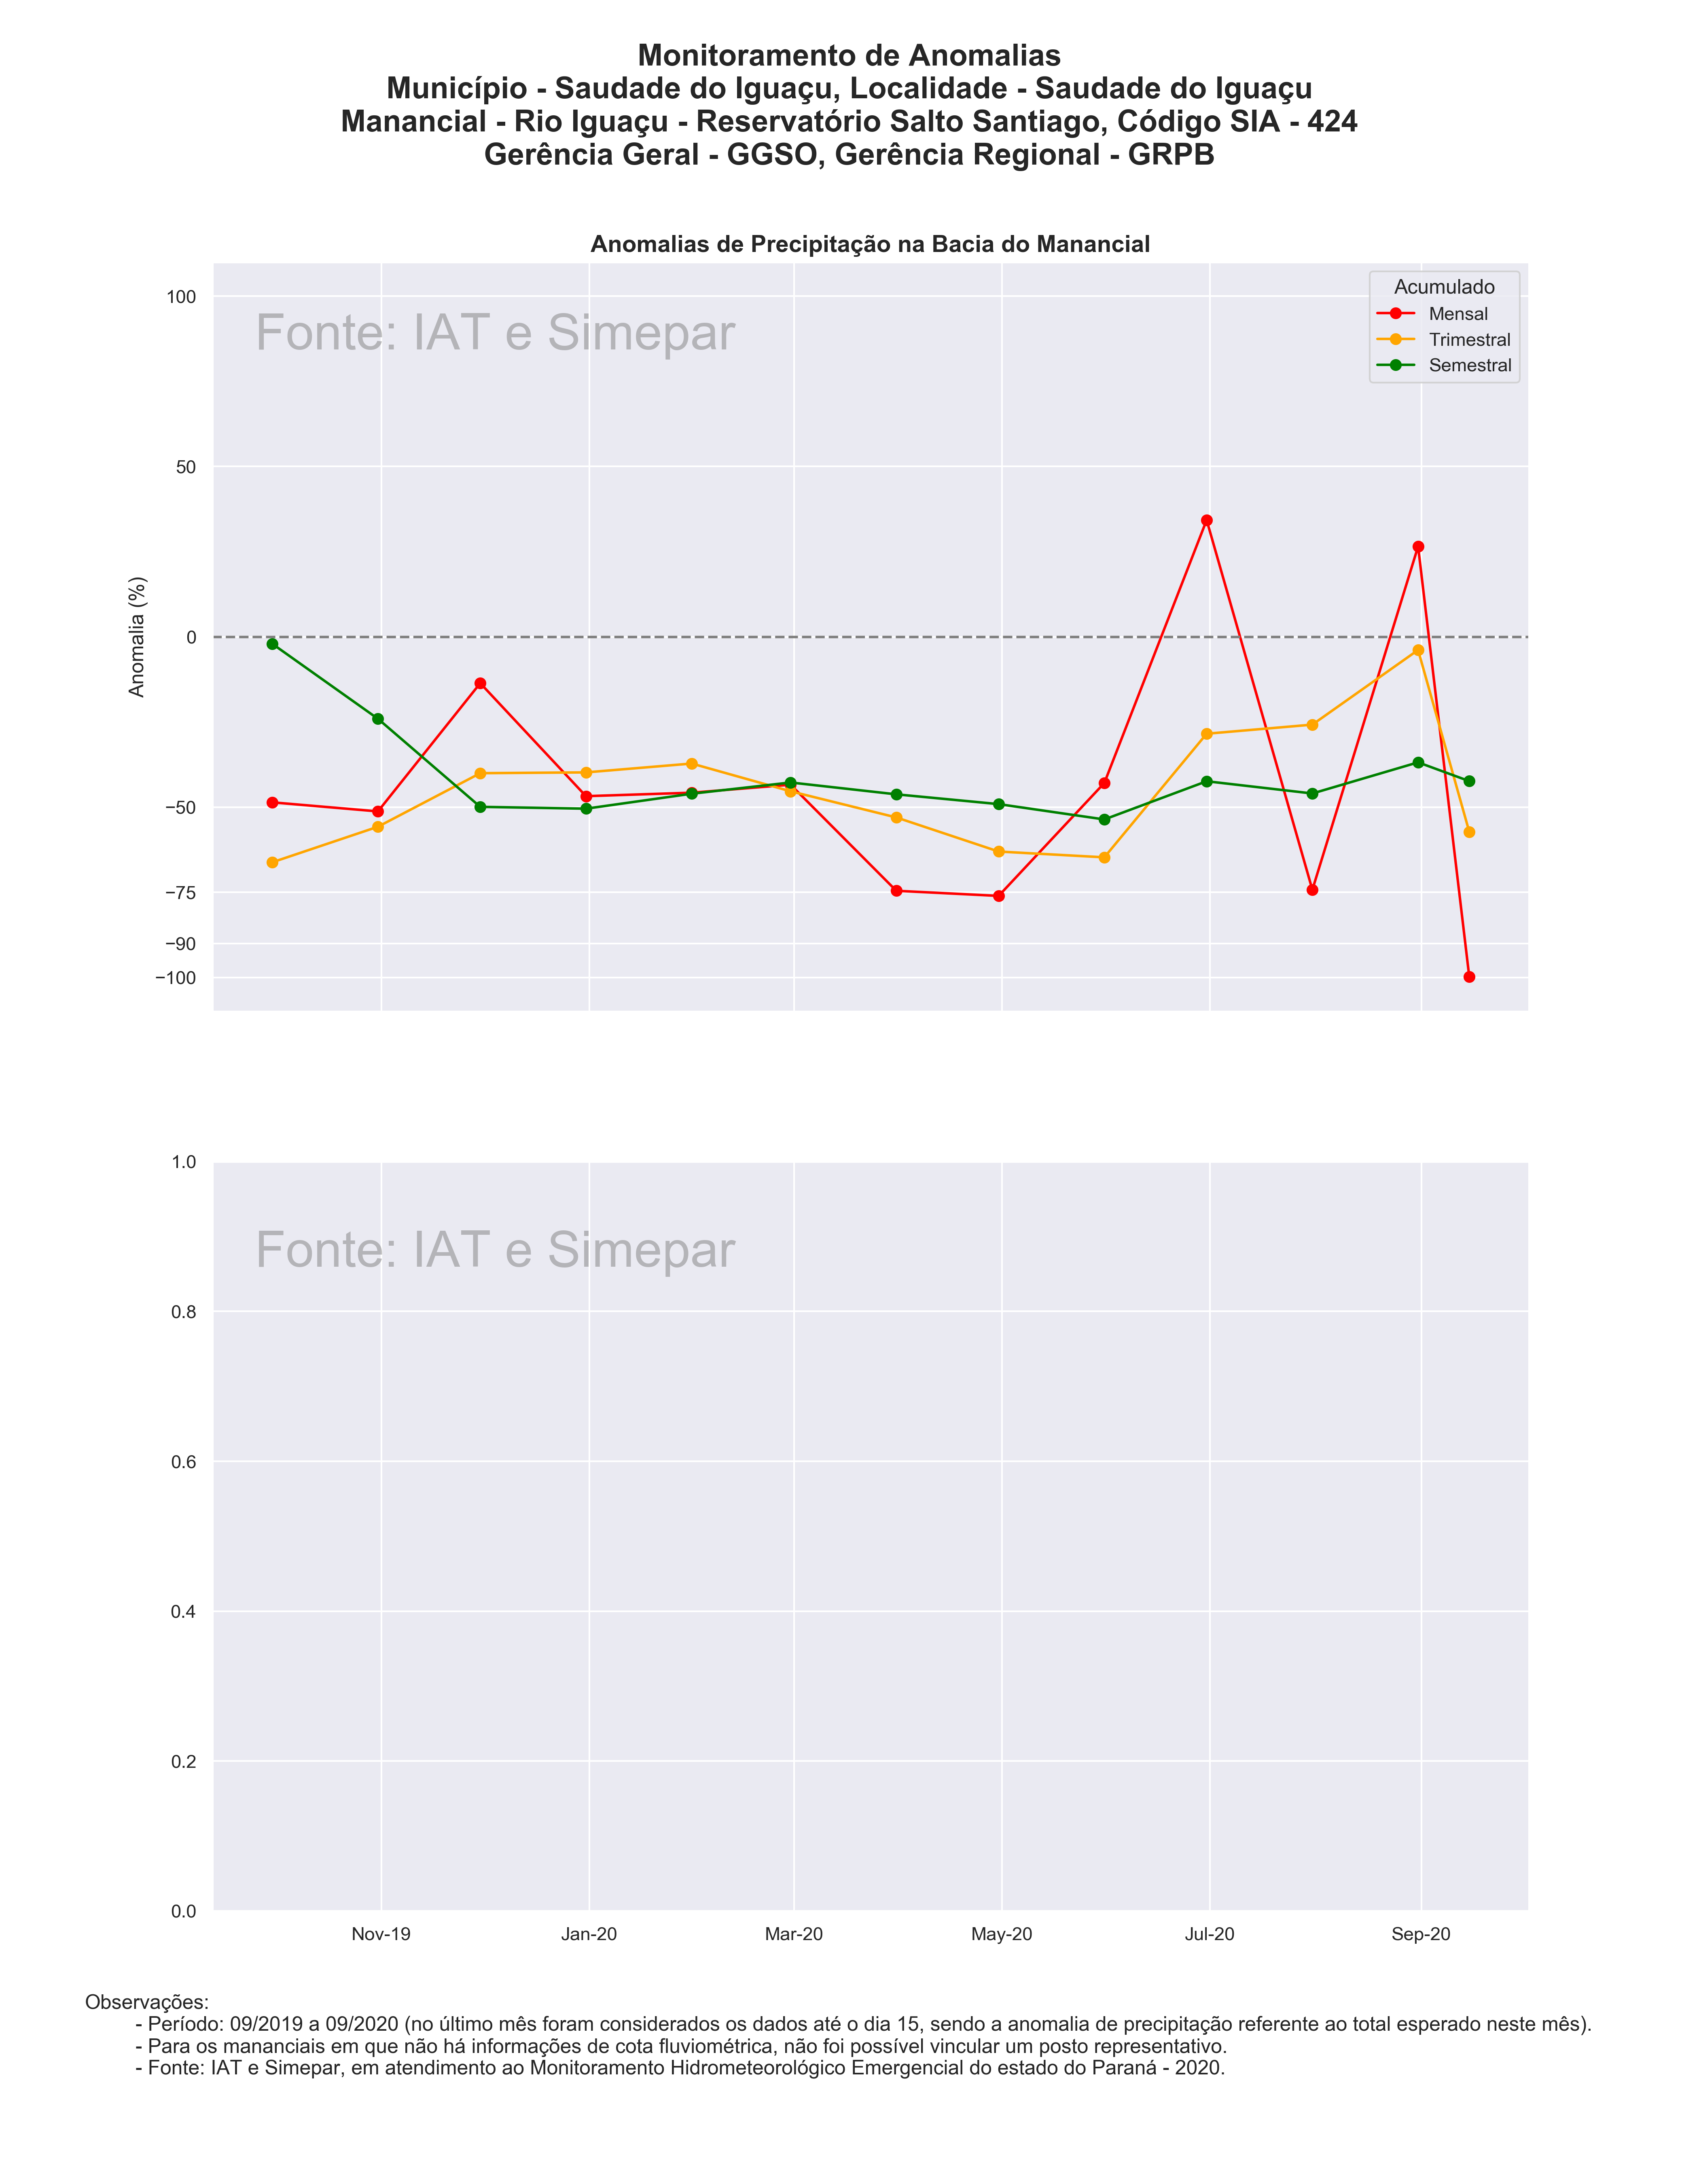 Monitoramento de Anomalias
Município - Saudade do Iguaçu, Localidade - Saudade do Iguaçu
Manancial - Rio Iguaçu - Reservatório Salto Santiago, Código SIA - 424
Gerência Geral - GGSO, Gerência Regional - GRPB
Anomalias de Precipitação na Bacia do Manancial
Fonte: IAT e Simepar
Acumulado
Mensal
Trimestral
Semestral
Anomalia (%)
100
50
0
−50
−75
−90
−100
Fonte: IAT e Simepar
1.0
0.8
0.6
0.4
0.2
0.0
Nov-19 Jan-20 Mar-20 May-20 Jul-20 Sep-20
Observações:
- Período: 09/2019 a 09/2020 (no último mês foram considerados os dados até o dia 15, sendo a anomalia de precipitação referente ao total esperado neste mês).
- Para os mananciais em que não há informações de cota fluviométrica, não foi possível vincular um posto representativo.
- Fonte: IAT e Simepar, em atendimento ao Monitoramento Hidrometeorológico Emergencial do estado do Paraná - 2020.